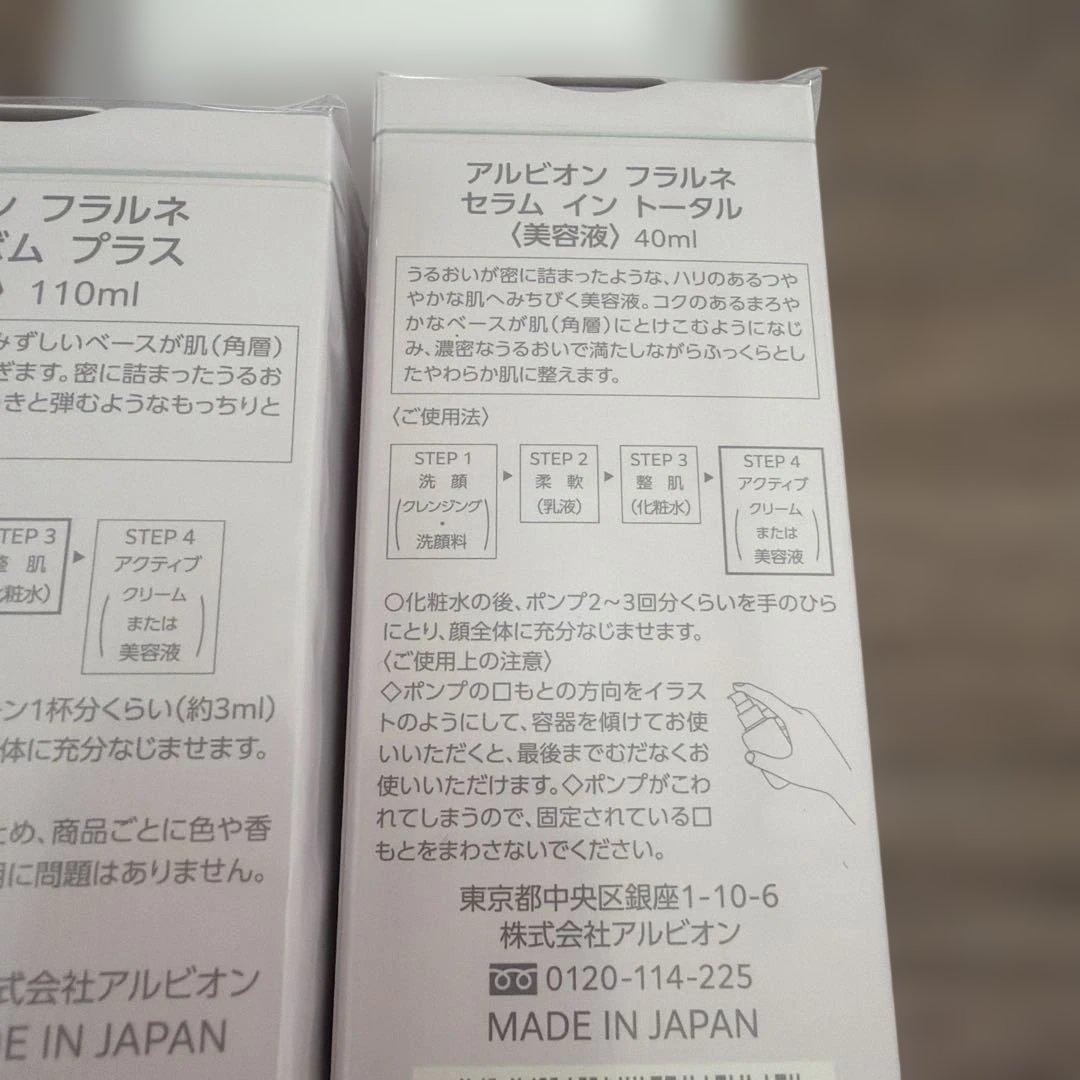 ン フラルネ
ボム プラス
〉 110ml
みずしいベースが肌(角層)
ぎます。密に詰まったうるお
きと弾むようなもっちりと
STEP 3
整 肌
化粧水)
STEP 4
アクティブ
クリーム
または
美容液
ーン1杯分くらい(約3ml)
体に充分なじませます。
ため、商品ごとに色や香
用に問題はありません。
式会社アルビオン
DE IN JAPAN
アルビオン フラルネ
セラム イン トータル
〈美容液〉 40ml
うるおいが密に詰まったような、ハリのあるつや
やかな肌へみちびく美容液。コクのあるまろや
かなベースが肌(角層)にとけこむようになじ
み、濃密なうるおいで満たしながらふっくらとし
たやわらか肌に整えます。
〈ご使用法〉
STEP 1
洗 顔
(クレンジング
・
洗顔料)
▶
STEP 2
柔 軟
(乳液)
▶
STEP 3
整 肌
(化粧水)
▶
STEP 4
アクティブ
(クリーム
または
美容液)
○化粧水の後、ポンプ2〜3回分くらいを手のひら
にとり、顔全体に充分なじませます。
〈ご使用上の注意〉
◇ポンプの口もとの方向をイラス
トのようにして、容器を傾けてお使
いいただくと、最後までむだなくお
使いいただけます。◇ポンプがこわ
れてしまうので、固定されている口
もとをまわさないでください。
東京都中央区銀座1-10-6
株式会社アルビオン
0120-114-225
MADE IN JAPAN